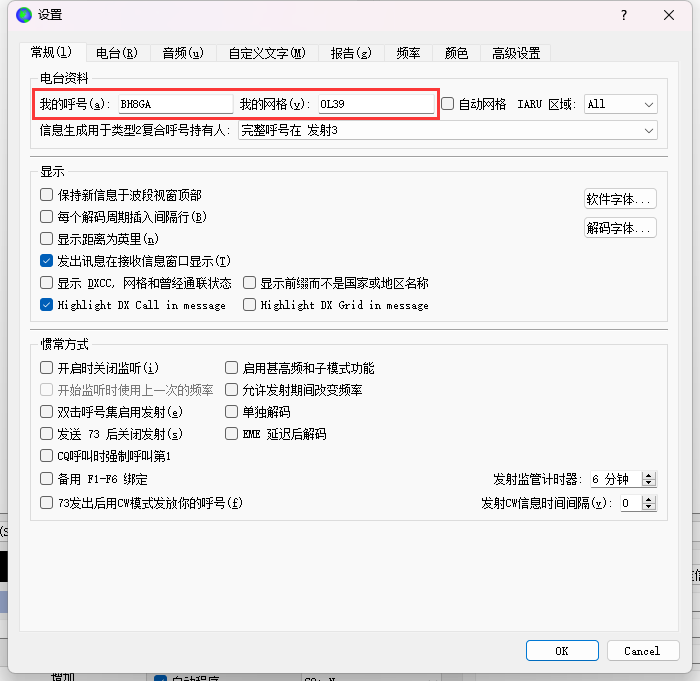 设置 ?
常规(l) 电台(R) 音频(u) 自定义文字(M) 报告(g) 频率 颜色 高级设置
电台资料
我的呼号(a): BH8GA 我的网格(y): OL39 自动网格 IARU 区域: All
信息生成用于类型2复合呼号持有人: 完整呼号在 发射3
显示
保持新信息于波段视窗顶部 软件字体...
每个解码周期插入间隔行(B)
显示距离为英里(n) 解码字体...
发出讯息在接收信息窗口显示(T)
显示 DXCC, 网格和曾经通联状态 显示前缀而不是国家或地区名称
Highlight DX Call in message Highlight DX Grid in message
惯常方式
开启时关闭监听(i) 启用甚高频和子模式功能
开始监听时使用上一次的频率 允许发射期间改变频率
双击呼号集启用发射(e) 单独解码
发送 73 后关闭发射(s) EME 延迟后解码
CQ呼叫时强制呼叫第1
备用 F1-F6 绑定 发射监管计时器: 6 分钟
73发出后用CW模式发放你的呼号(f) 发射CW信息时间间隔(v): 0
OK Cancel
增加 自动程序